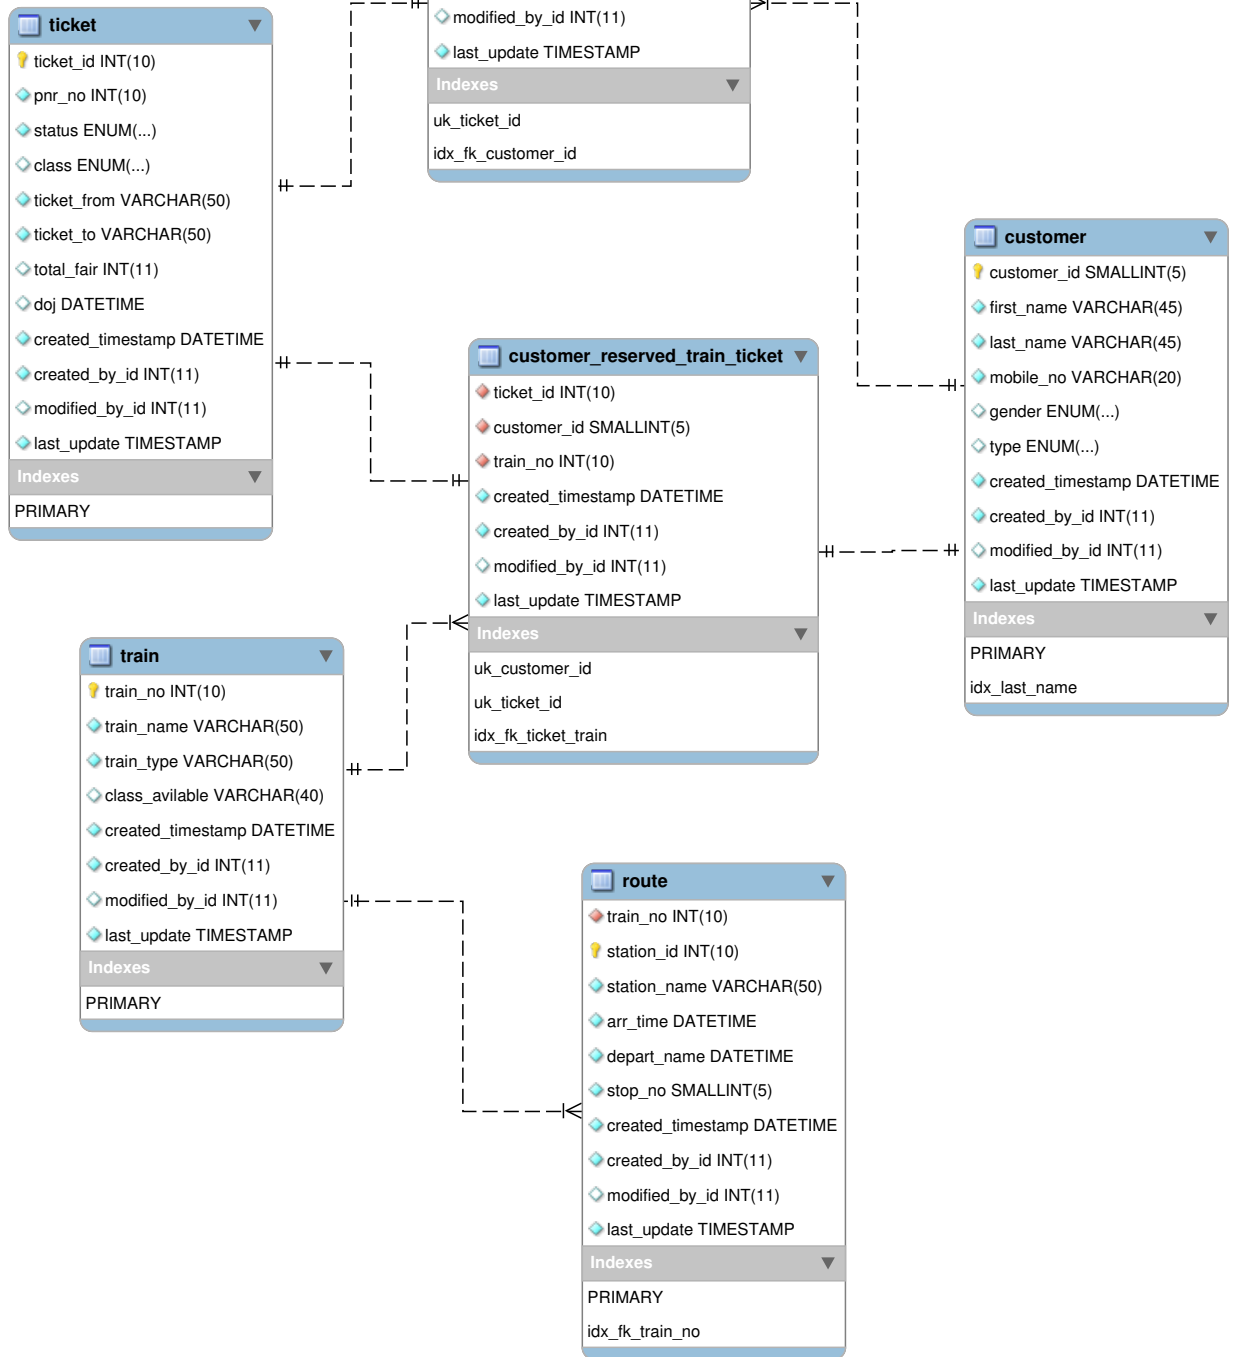 modified_by_id INT(11)
last_update TIMESTAMP
Indexes
uk_ticket_id
idx_fk_customer_id
ticket
ticket_id INT(10)
pnr_no INT(10)
status ENUM(...)
class ENUM(...)
ticket_from VARCHAR(50)
ticket_to VARCHAR(50)
total_fair INT(11)
doj DATETIME
created_timestamp DATETIME
created_by_id INT(11)
modified_by_id INT(11)
last_update TIMESTAMP
Indexes
PRIMARY
customer
customer_id SMALLINT(5)
first_name VARCHAR(45)
last_name VARCHAR(45)
mobile_no VARCHAR(20)
gender ENUM(...)
type ENUM(...)
created_timestamp DATETIME
created_by_id INT(11)
modified_by_id INT(11)
last_update TIMESTAMP
Indexes
PRIMARY
idx_last_name
customer_reserved_train_ticket
ticket_id INT(10)
customer_id SMALLINT(5)
train_no INT(10)
created_timestamp DATETIME
created_by_id INT(11)
modified_by_id INT(11)
last_update TIMESTAMP
Indexes
uk_customer_id
uk_ticket_id
idx_fk_ticket_train
train
train_no INT(10)
train_name VARCHAR(50)
train_type VARCHAR(50)
class_avilable VARCHAR(40)
created_timestamp DATETIME
created_by_id INT(11)
modified_by_id INT(11)
last_update TIMESTAMP
Indexes
PRIMARY
route
train_no INT(10)
station_id INT(10)
station_name VARCHAR(50)
arr_time DATETIME
depart_name DATETIME
stop_no SMALLINT(5)
created_timestamp DATETIME
created_by_id INT(11)
modified_by_id INT(11)
last_update TIMESTAMP
Indexes
PRIMARY
idx_fk_train_no